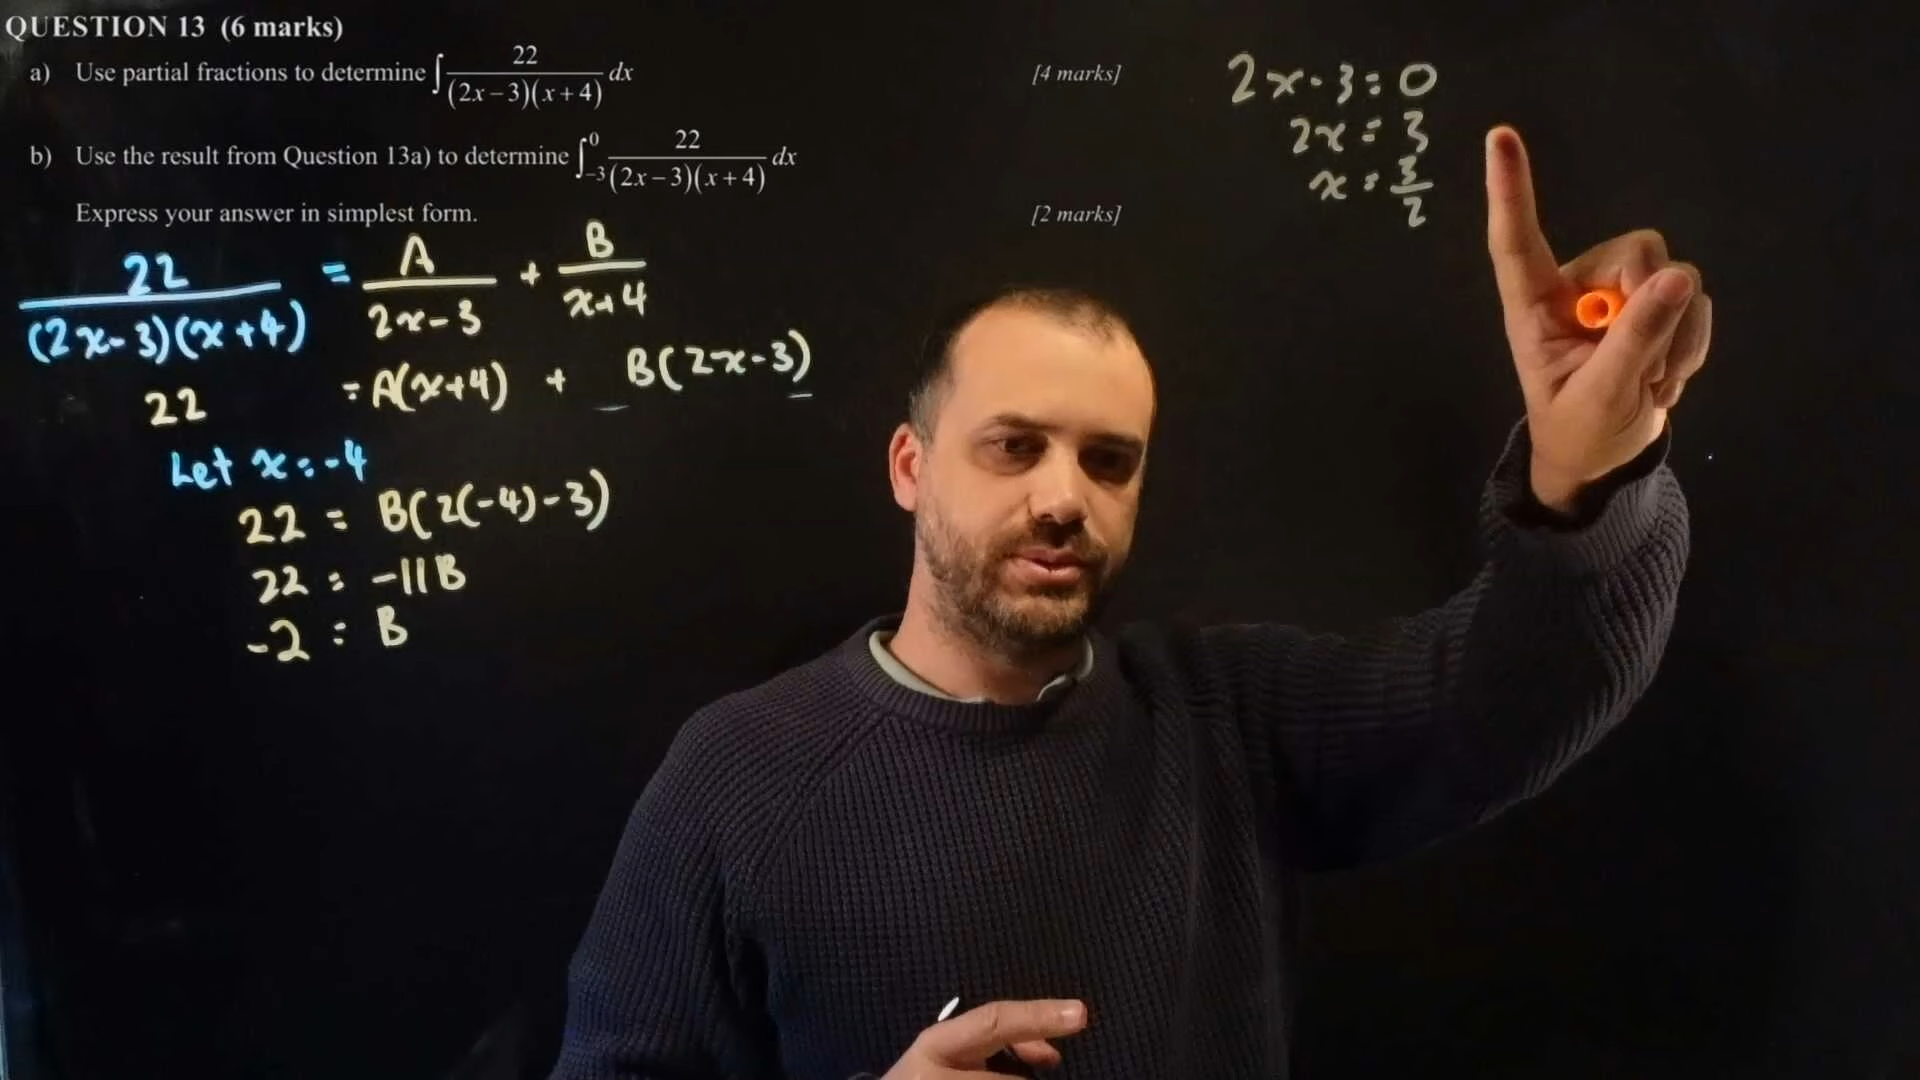 QUESTION 13 (6 marks)
a) Use partial fractions to determine ∫ 22/((2x−3)(x+4)) dx [4 marks]
b) Use the result from Question 13a) to determine ∫₋₃⁰ 22/((2x−3)(x+4)) dx
Express your answer in simplest form. [2 marks]
22/((2x-3)(x+4)) = A/(2x-3) + B/(x+4)
22 = A(x+4) + B(2x-3)
Let x=-4
22 = B(2(-4)-3)
22 = -11B
-2 = B
2x-3=0
2x=3
x=3/2